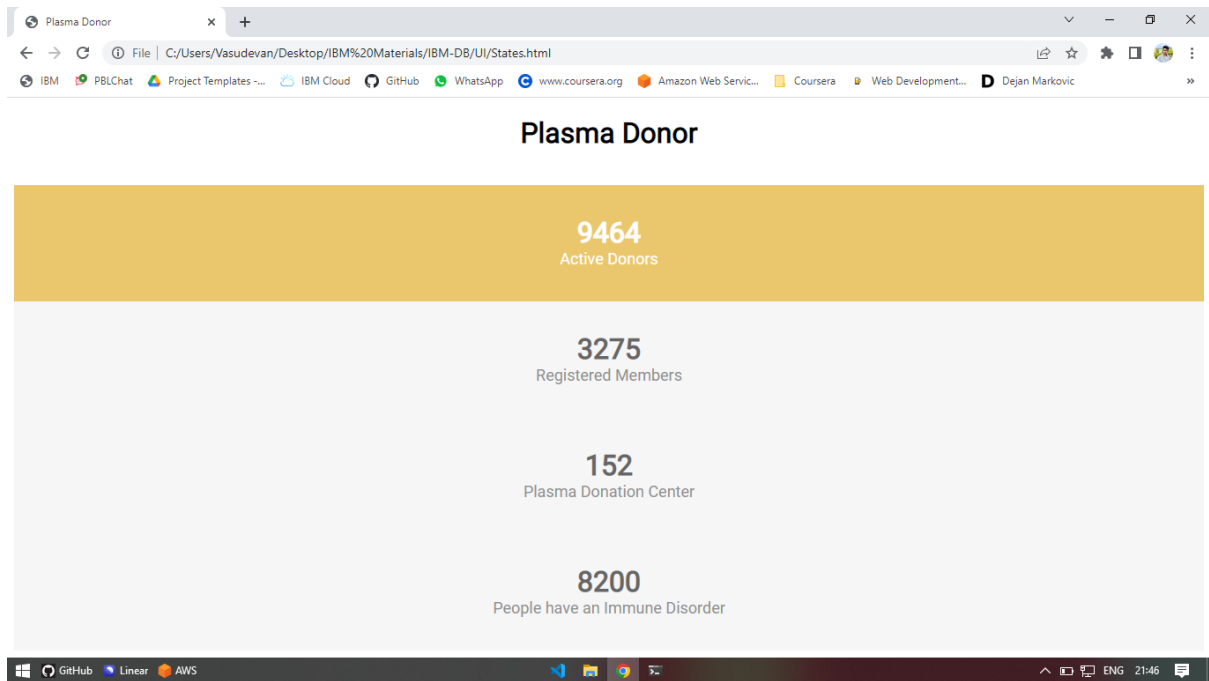 Plasma Donor
File | C:/Users/Vasudevan/Desktop/IBM%20Materials/IBM-DB/UI/States.html
IBM PBLChat Project Templates -... IBM Cloud GitHub WhatsApp www.coursera.org Amazon Web Servic... Coursera Web Development... Dejan Markovic »
Plasma Donor
9464
Active Donors
3275
Registered Members
152
Plasma Donation Center
8200
People have an Immune Disorder
GitHub Linear AWS ENG 21:46